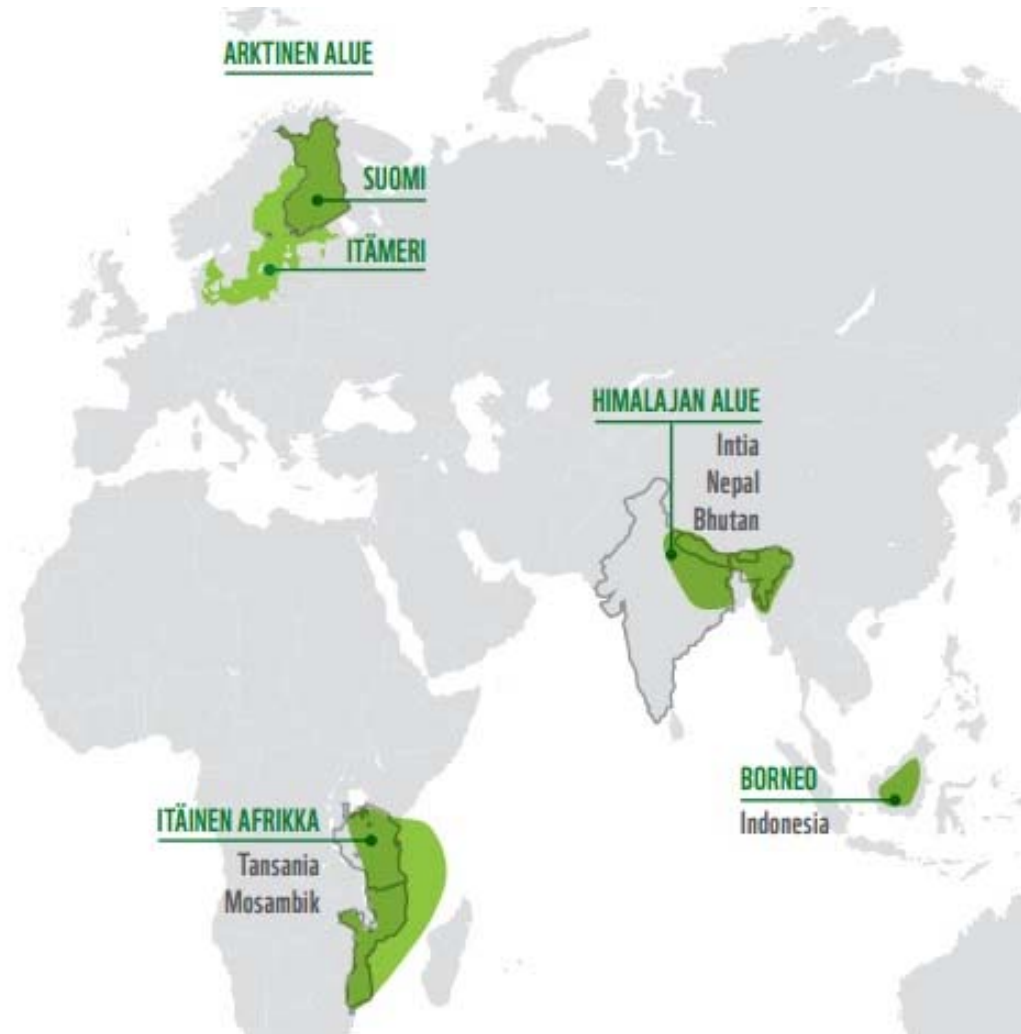 ARKTINEN ALUE
SUOMI
ITÄMERI
HIMALAJAN ALUE
Intia
Nepal
Bhutan
BORNEO
Indonesia
ITÄINEN AFRIKKA
Tansania
Mosambik